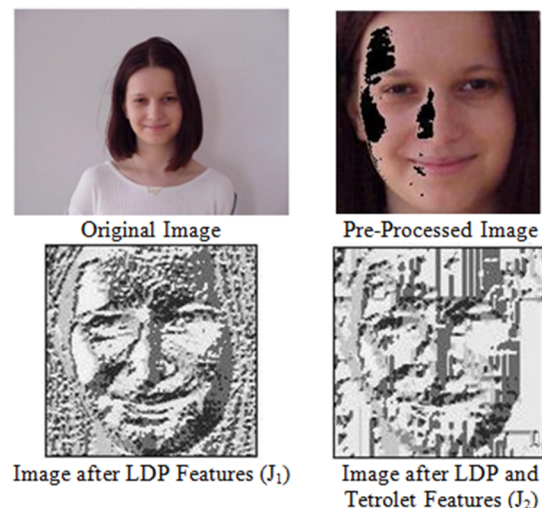 Original Image
Pre-Processed Image
Image after LDP Features (J₁)
Image after LDP and
Tetrolet Features (J₂)